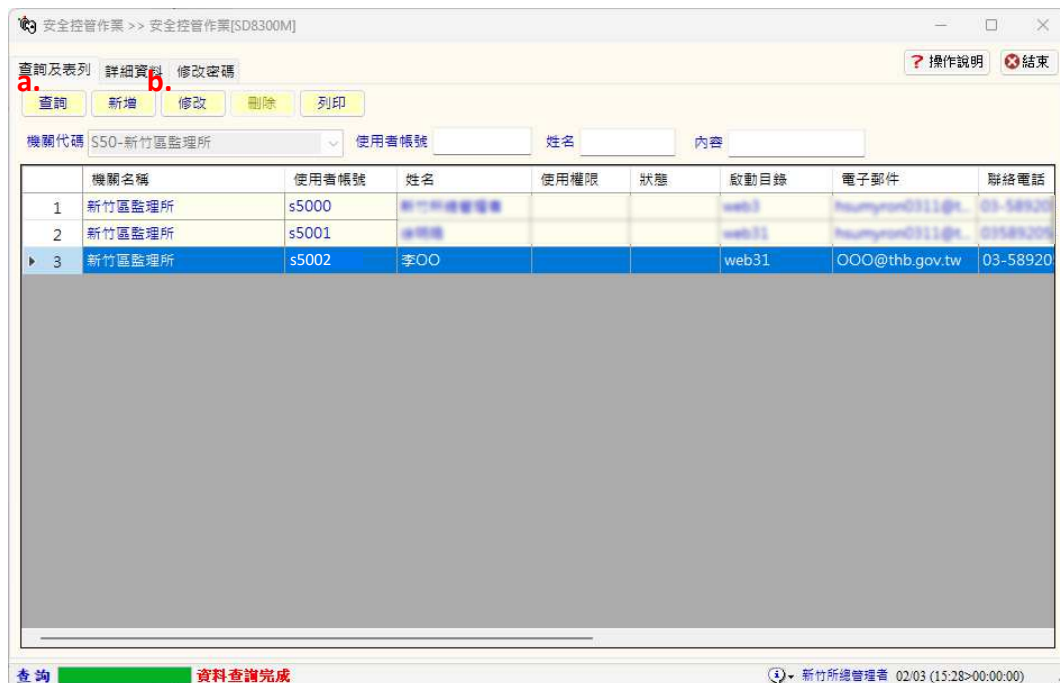 安全控管作業 >> 安全控管作業[SD8300M]
查詢及表列 詳細資料 修改密碼 ? 操作說明 結束
a. b.
查詢 新增 修改 刪除 列印
機關代碼 S50-新竹區監理所 使用者帳號 姓名 內容
機關名稱 使用者帳號 姓名 使用權限 狀態 啟動目錄 電子郵件 聯絡電話
1 新竹區監理所 s5000
2 新竹區監理所 s5001
3 新竹區監理所 s5002 李OO web31 OOO@thb.gov.tw 03-58920
查詢 資料查詢完成 新竹所總管理者 02/03 (15:28>00:00:00)